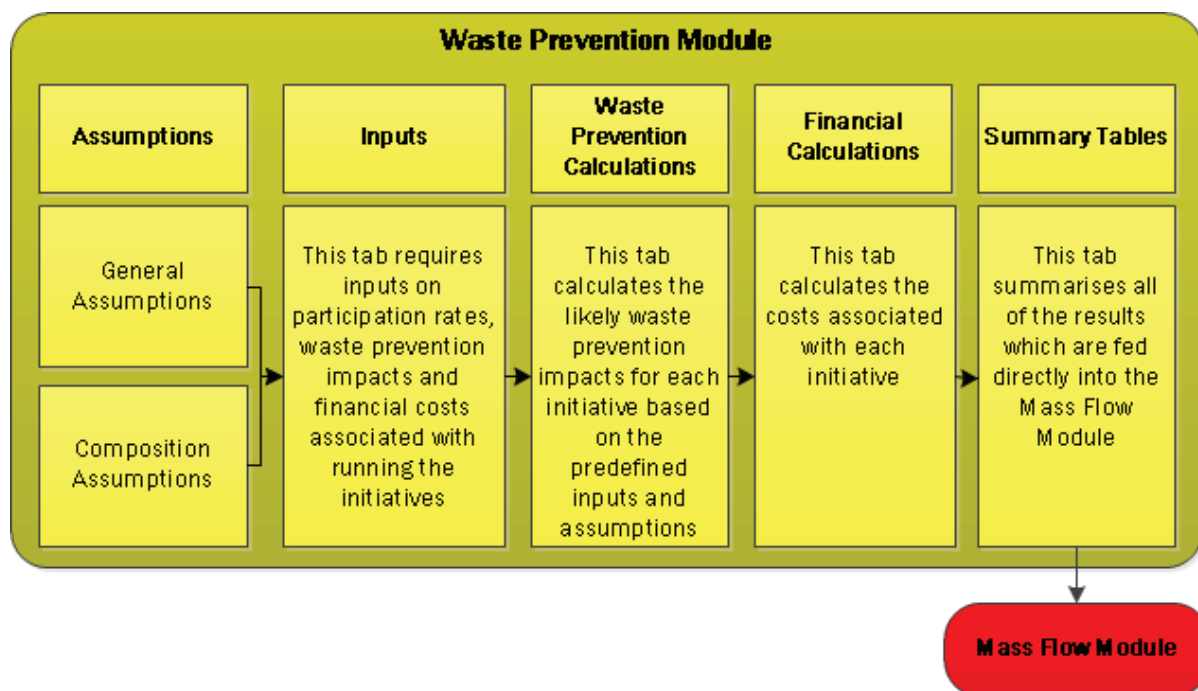 Waste Prevention Module
Assumptions
Inputs
Waste
Prevention
Calculations
Financial
Calculations
Summary Tables
General
Assumptions
Composition
Assumptions
This tab requires
inputs on
participation rates,
waste prevention
impacts and
financial costs
associated with
running the
initiatives
This tab
calculates the
likely waste
prevention
impacts for each
initiative based
on the
predefined
inputs and
assumptions
This tab
calculates the
costs associated
with each
initiative
This tab
summarises all
of the results
which are fed
directly into the
Mass Flow
Module
Mass Flow Module